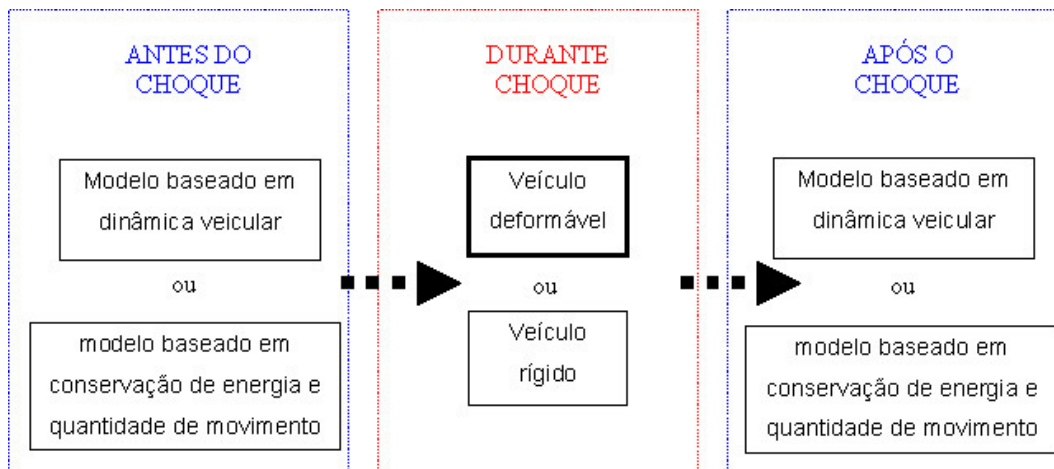 ANTES DO
CHOQUE
Modelo baseado em
dinâmica veicular
ou
modelo baseado em
conservação de energia e
quantidade de movimento
DURANTE
CHOQUE
Veículo
deformável
ou
Veículo
rígido
APÓS O
CHOQUE
Modelo baseado em
dinâmica veicular
ou
modelo baseado em
conservação de energia e
quantidade de movimento